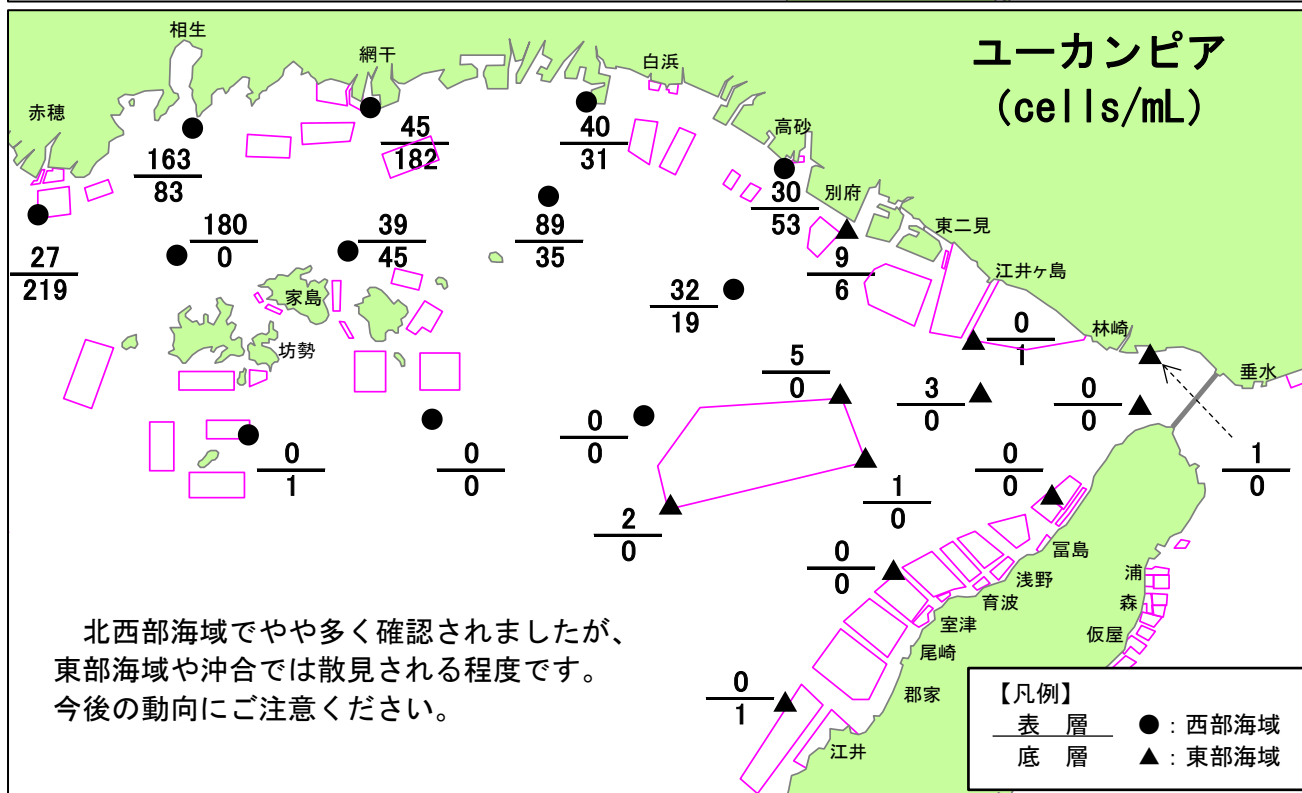 ユーカンピア
(cells/mL)
相生
網干
白浜
赤穂
高砂
別府
東二見
江井ヶ島
林崎
垂水
家島
坊勢
163
83
45
182
40
31
30
53
27
219
180
0
39
45
89
35
9
6
32
19
0
1
5
0
3
0
0
0
1
0
0
1
0
0
0
0
0
0
1
0
2
0
0
0
0
1
富島
浅野
育波
室津
尾崎
郡家
江井
浦
森
仮屋
北西部海域でやや多く確認されましたが、
東部海域や沖合では散見される程度です。
今後の動向にご注意ください。
【凡例】
表 層 ●:西部海域
底 層 ▲:東部海域